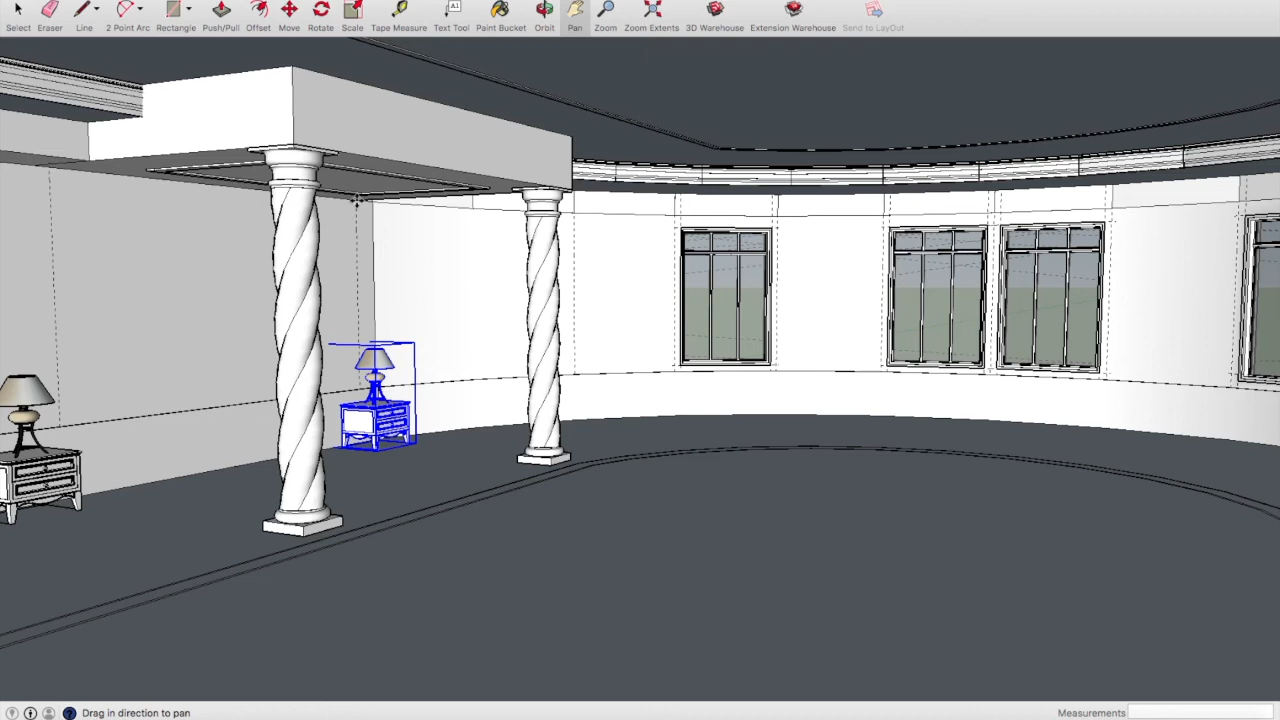 Select Eraser Line 2 Point Arc Rectangle Push/Pull Offset Move Rotate Scale Tape Measure Text Tool Paint Bucket Orbit Pan Zoom Zoom Extents 3D Warehouse Extension Warehouse Send to LayOut
A1
? Drag in direction to pan Measurements